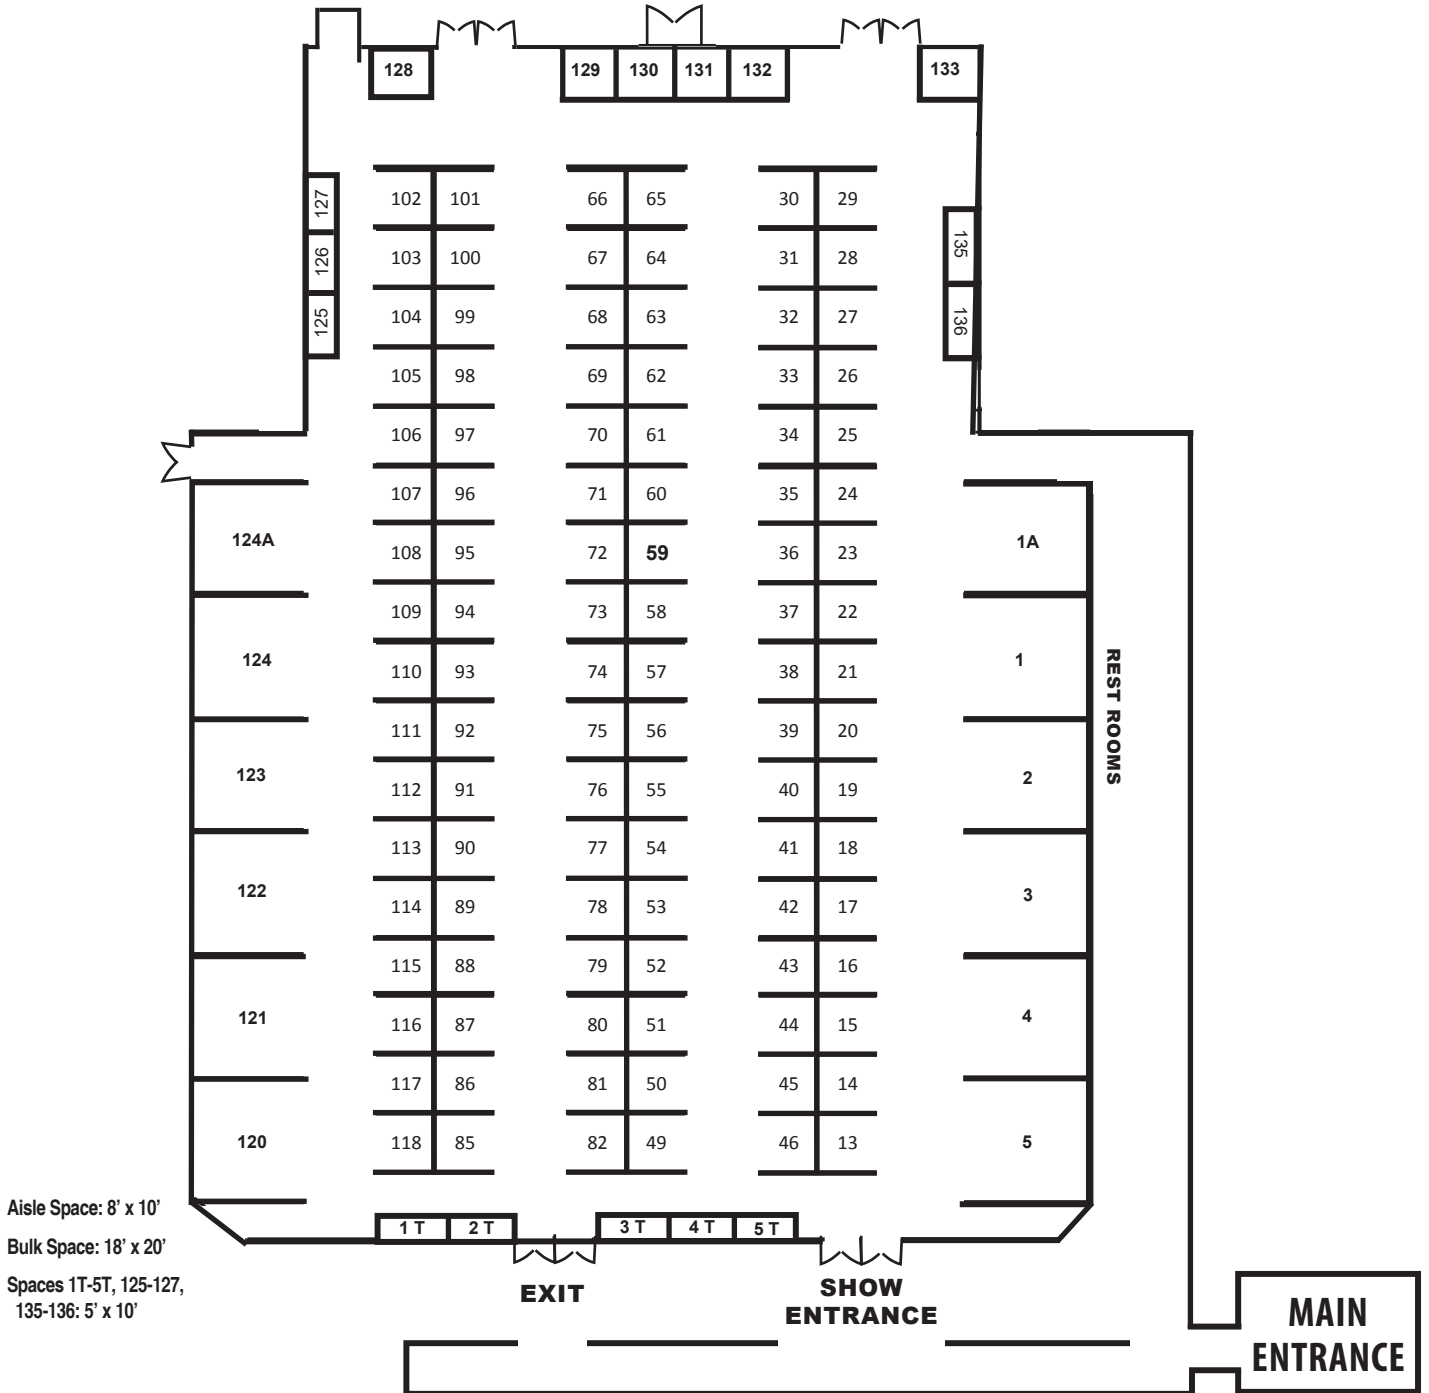 128 129 130 131 132 133
127 102 101 66 65 30 29
126 103 100 67 64 31 28 135
125 104 99 68 63 32 27 136
105 98 69 62 33 26
106 97 70 61 34 25
107 96 71 60 35 24
124A 108 95 72 59 36 23 1A
109 94 73 58 37 22
124 110 93 74 57 38 21 1
REST ROOMS
111 92 75 56 39 20
123 112 91 76 55 40 19 2
113 90 77 54 41 18
122 114 89 78 53 42 17 3
115 88 79 52 43 16
121 116 87 80 51 44 15 4
117 86 81 50 45 14
120 118 85 82 49 46 13 5
1 T 2 T 3 T 4 T 5 T
Aisle Space: 8’ x 10’
Bulk Space: 18’ x 20’
Spaces 1T-5T, 125-127,
135-136: 5’ x 10’
EXIT
SHOW
ENTRANCE
MAIN
ENTRANCE